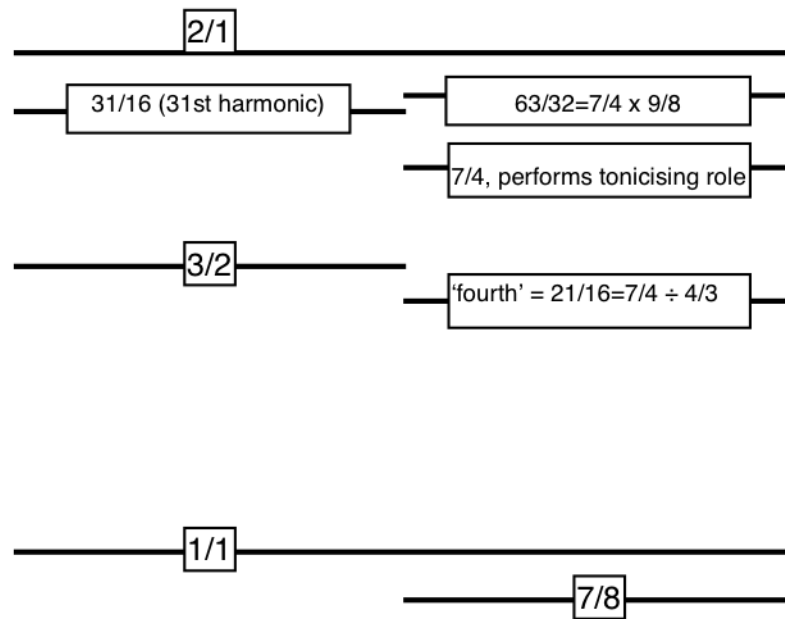 2/1
31/16 (31st harmonic)
63/32=7/4 x 9/8
7/4, performs tonicising role
3/2
‘fourth’ = 21/16=7/4 ÷ 4/3
1/1
7/8